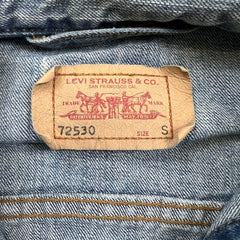 LEVI STRAUSS & CO.
SAN FRANCISCO, CAL.
TRADE MARK
72530 SIZE S